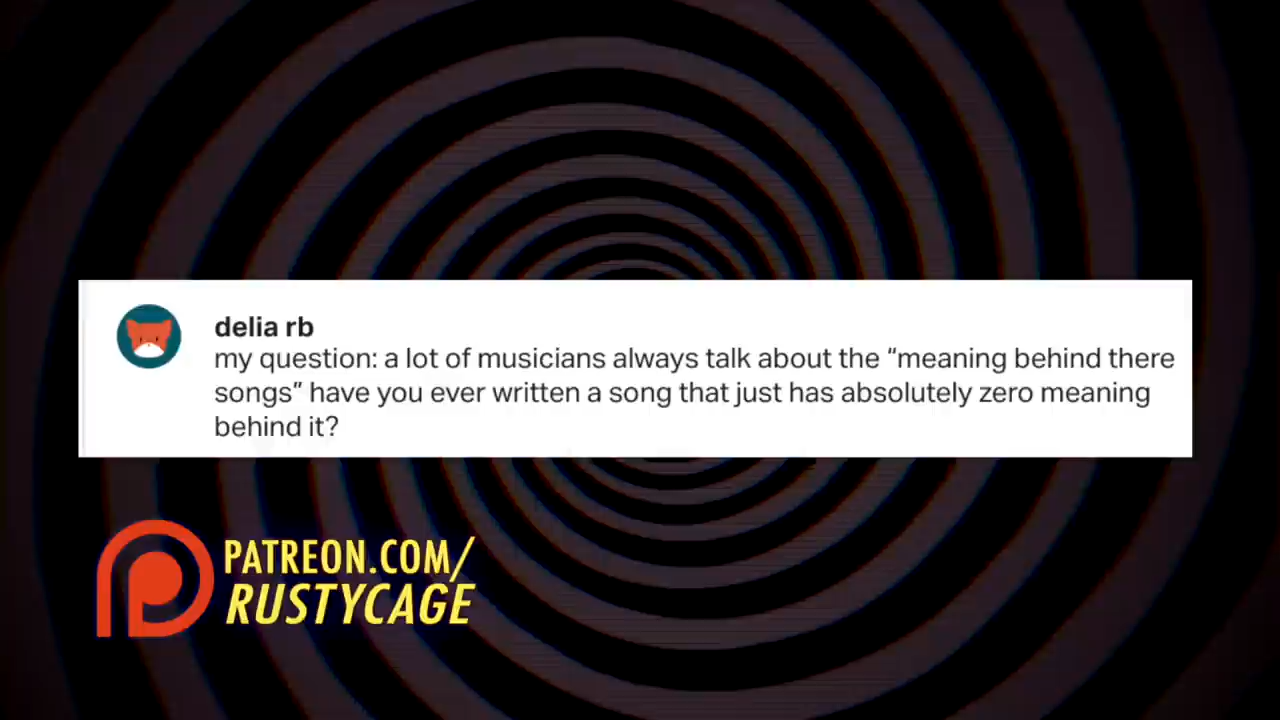 delia rb
my question: a lot of musicians always talk about the “meaning behind there
songs” have you ever written a song that just has absolutely zero meaning
behind it?
PATREON.COM/
RUSTYCAGE